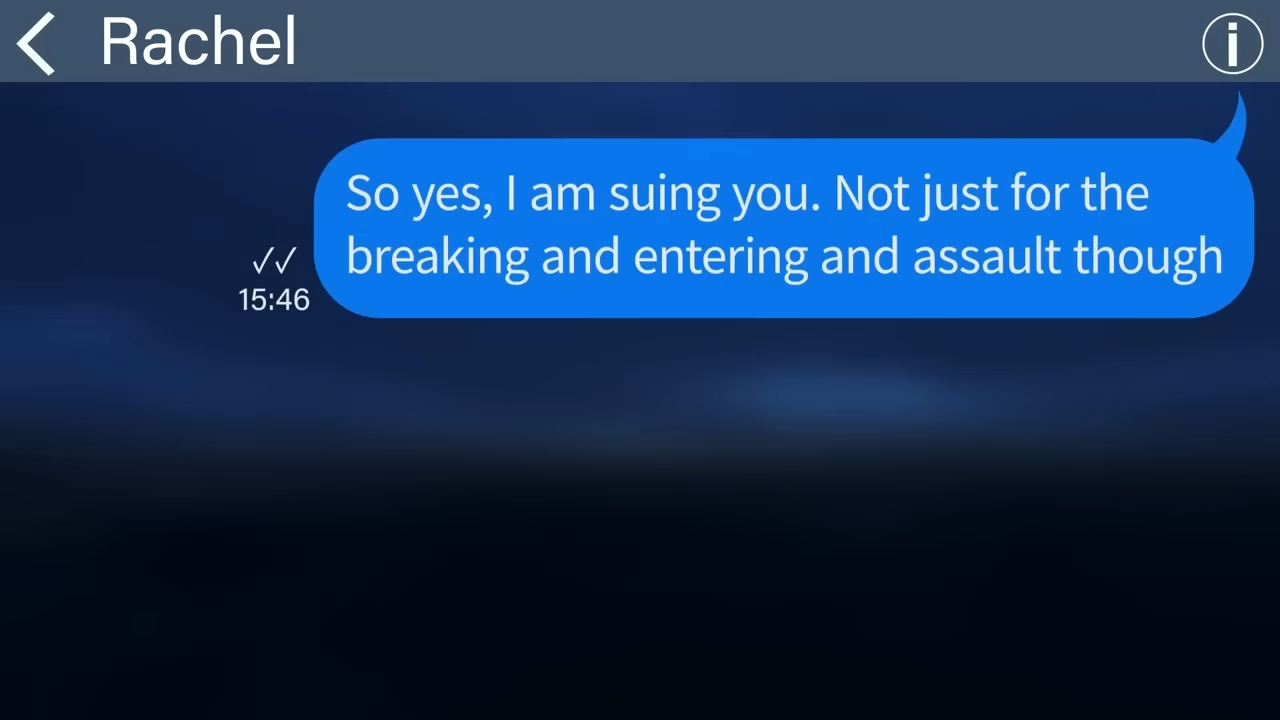 Rachel
So yes, I am suing you. Not just for the
breaking and entering and assault though
✓✓
15:46